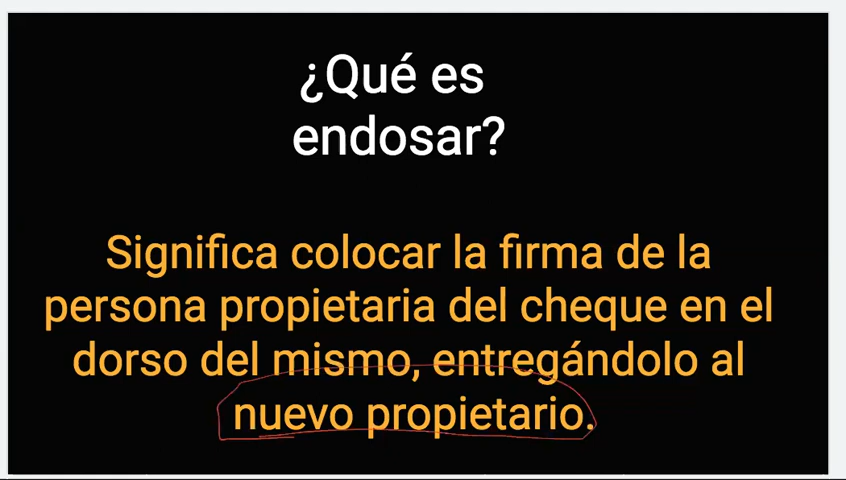 ¿Qué es
endosar?
Significa colocar la firma de la
persona propietaria del cheque en el
dorso del mismo, entregándolo al
nuevo propietario.